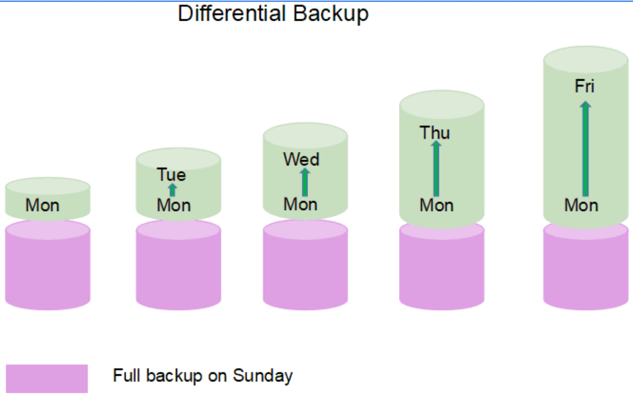 Differential Backup
Mon
Tue
Mon
Wed
Mon
Thu
Mon
Fri
Mon
Full backup on Sunday